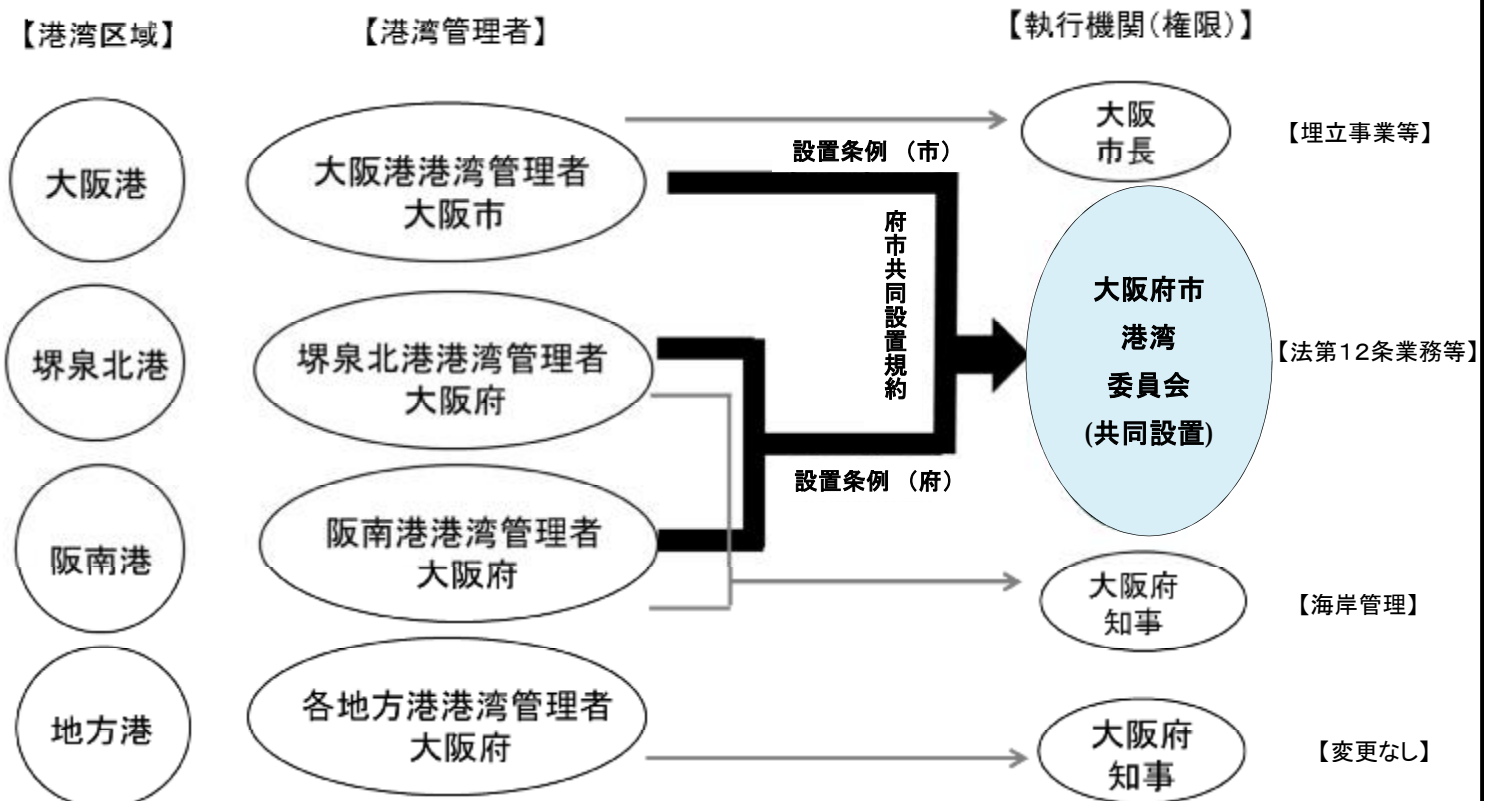 【港湾区域】
【港湾管理者】
【執行機関(権限)】
大阪港
大阪港港湾管理者
大阪市
設置条例 (市)
大阪
市長
【埋立事業等】
府市共同設置規約
堺泉北港
堺泉北港港湾管理者
大阪府
大阪府市
港湾
委員会
(共同設置)
【法第12条業務等】
設置条例 (府)
阪南港
阪南港港湾管理者
大阪府
大阪府
知事
【海岸管理】
地方港
各地方港港湾管理者
大阪府
大阪府
知事
【変更なし】